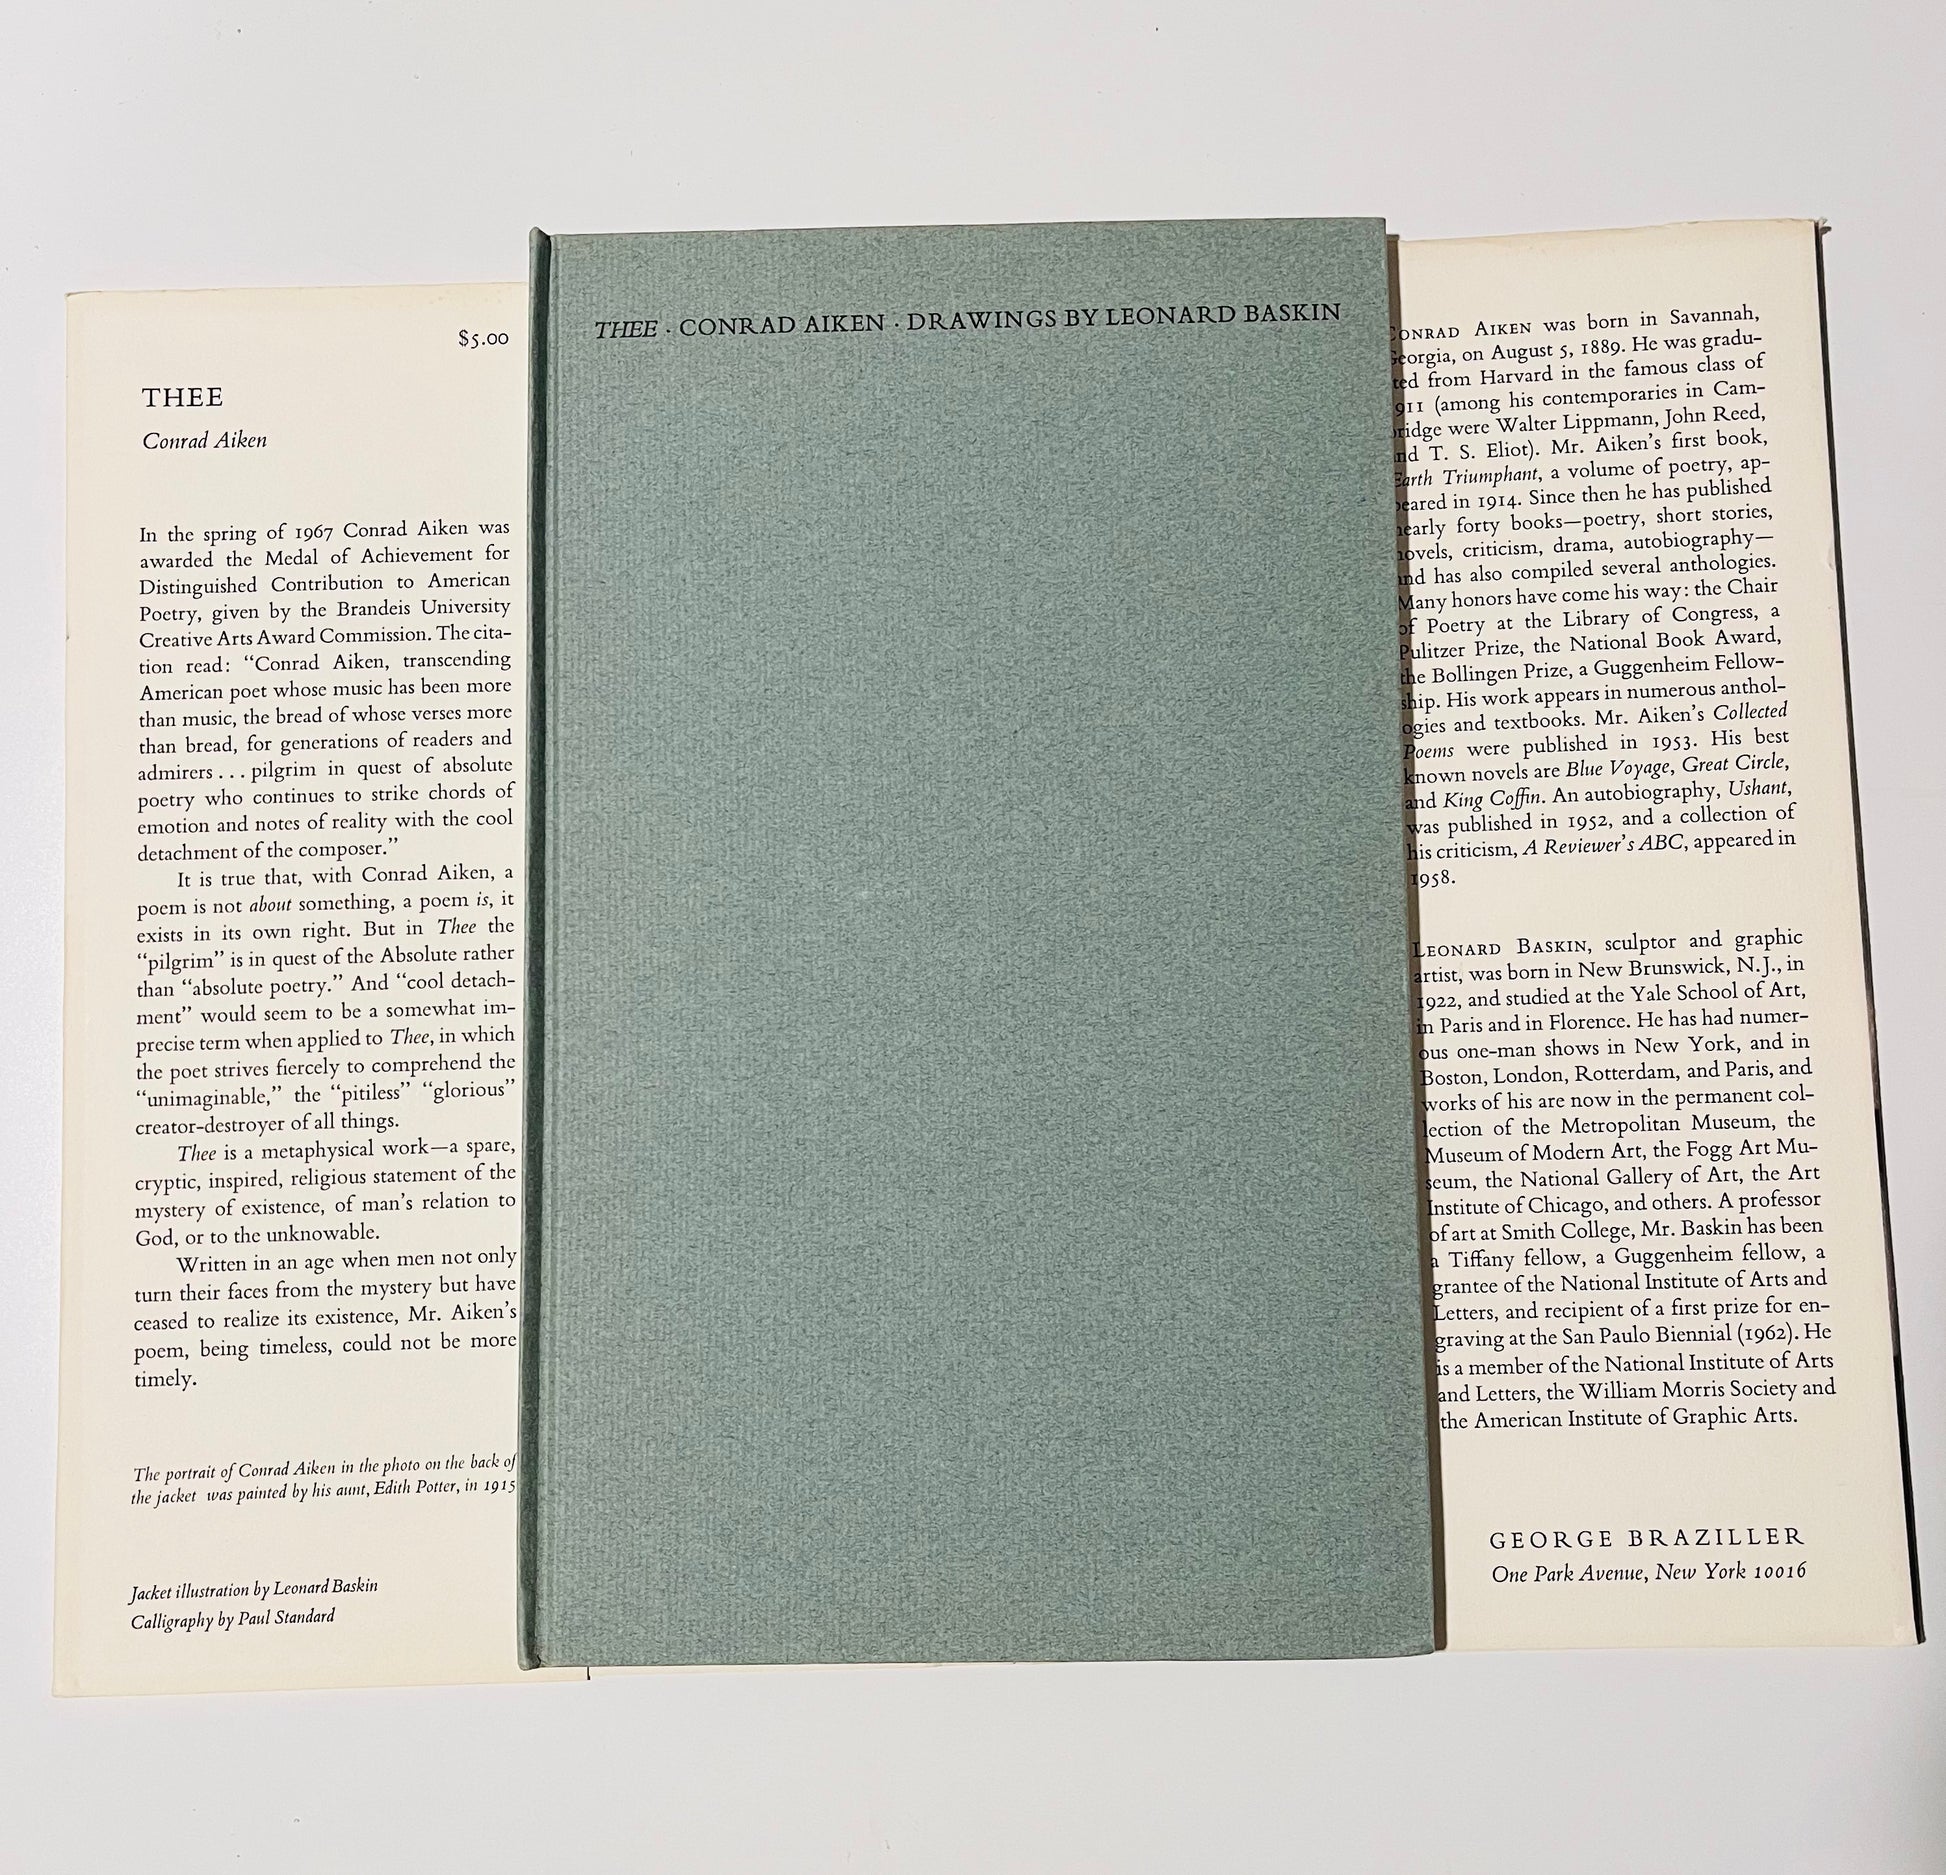 $5.00
THEE
Conrad Aiken
In the spring of 1967 Conrad Aiken was
awarded the Medal of Achievement for
Distinguished Contribution to American
Poetry, given by the Brandeis University
Creative Arts Award Commission. The cita-
tion read: “Conrad Aiken, transcending
American poet whose music has been more
than music, the bread of whose verses more
than bread, for generations of readers and
admirers . . . pilgrim in quest of absolute
poetry who continues to strike chords of
emotion and notes of reality with the cool
detachment of the composer.”
It is true that, with Conrad Aiken, a
poem is not about something, a poem is, it
exists in its own right. But in Thee the
“pilgrim” is in quest of the Absolute rather
than “absolute poetry.” And “cool detach-
ment” would seem to be a somewhat im-
precise term when applied to Thee, in which
the poet strives fiercely to comprehend the
“unimaginable,” the “pitiless” “glorious”
creator-destroyer of all things.
Thee is a metaphysical work—a spare,
cryptic, inspired, religious statement of the
mystery of existence, of man’s relation to
God, or to the unknowable.
Written in an age when men not only
turn their faces from the mystery but have
ceased to realize its existence, Mr. Aiken’s
poem, being timeless, could not be more
timely.
The portrait of Conrad Aiken in the photo on the back of
the jacket was painted by his aunt, Edith Potter, in 1915
Jacket illustration by Leonard Baskin
Calligraphy by Paul Standard
THEE · CONRAD AIKEN · DRAWINGS BY LEONARD BASKIN
CONRAD AIKEN was born in Savannah,
Georgia, on August 5, 1889. He was gradu-
ted from Harvard in the famous class of
911 (among his contemporaries in Cam-
bridge were Walter Lippmann, John Reed,
and T. S. Eliot). Mr. Aiken’s first book,
Earth Triumphant, a volume of poetry, ap-
peared in 1914. Since then he has published
nearly forty books—poetry, short stories,
novels, criticism, drama, autobiography—
and has also compiled several anthologies.
Many honors have come his way: the Chair
of Poetry at the Library of Congress, a
Pulitzer Prize, the National Book Award,
the Bollingen Prize, a Guggenheim Fellow-
ship. His work appears in numerous anthol-
ogies and textbooks. Mr. Aiken’s Collected
Poems were published in 1953. His best
known novels are Blue Voyage, Great Circle,
and King Coffin. An autobiography, Ushant,
was published in 1952, and a collection of
his criticism, A Reviewer’s ABC, appeared in
1958.
LEONARD BASKIN, sculptor and graphic
artist, was born in New Brunswick, N.J., in
1922, and studied at the Yale School of Art,
in Paris and in Florence. He has had numer-
ous one-man shows in New York, and in
Boston, London, Rotterdam, and Paris, and
works of his are now in the permanent col-
lection of the Metropolitan Museum, the
Museum of Modern Art, the Fogg Art Mu-
seum, the National Gallery of Art, the Art
Institute of Chicago, and others. A professor
of art at Smith College, Mr. Baskin has been
a Tiffany fellow, a Guggenheim fellow, a
grantee of the National Institute of Arts and
Letters, and recipient of a first prize for en-
graving at the San Paulo Biennial (1962). He
is a member of the National Institute of Arts
and Letters, the William Morris Society and
the American Institute of Graphic Arts.
GEORGE BRAZILLER
One Park Avenue, New York 10016